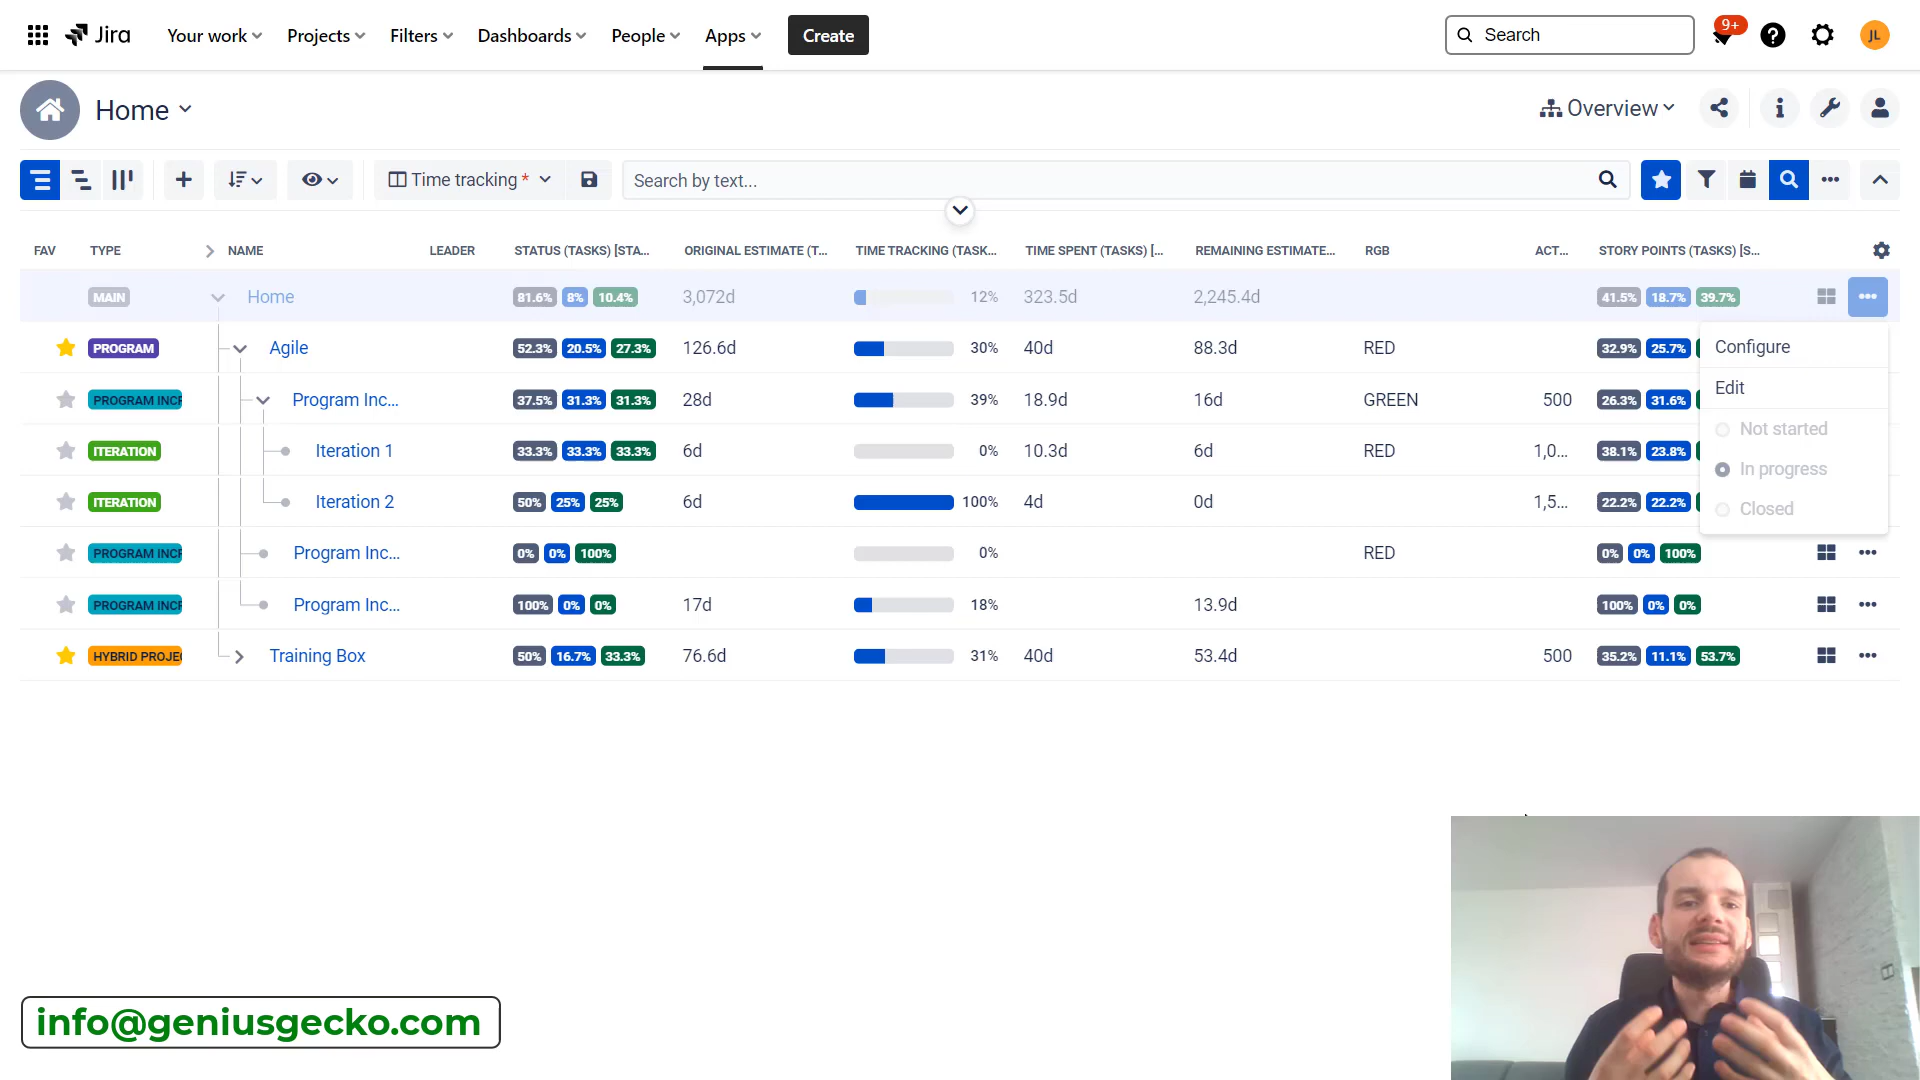 Jira Your work Projects Filters Dashboards People Apps Create Search 9+ JL
Home Overview
Time tracking * Search by text...
FAV TYPE NAME LEADER STATUS (TASKS) [STA... ORIGINAL ESTIMATE (T... TIME TRACKING (TASK... TIME SPENT (TASKS) [... REMAINING ESTIMATE... RGB ACT... STORY POINTS (TASKS) [S...
MAIN Home 81.6% 8% 10.4% 3,072d 12% 323.5d 2,245.4d 41.5% 18.7% 39.7%
PROGRAM Agile 52.3% 20.5% 27.3% 126.6d 30% 40d 88.3d RED 32.9% 25.7%
Configure
PROGRAM INCR Program Inc... 37.5% 31.3% 31.3% 28d 39% 18.9d 16d GREEN 500 26.3% 31.6%
Edit
Not started
ITERATION Iteration 1 33.3% 33.3% 33.3% 6d 0% 10.3d 6d RED 1,0... 38.1% 23.8%
In progress
ITERATION Iteration 2 50% 25% 25% 6d 100% 4d 0d 1,5... 22.2% 22.2%
Closed
PROGRAM INCR Program Inc... 0% 0% 100% 0% RED 0% 0% 100%
PROGRAM INCR Program Inc... 100% 0% 0% 17d 18% 13.9d 100% 0% 0%
HYBRID PROJE Training Box 50% 16.7% 33.3% 76.6d 31% 40d 53.4d 500 35.2% 11.1% 53.7%
info@geniusgecko.com